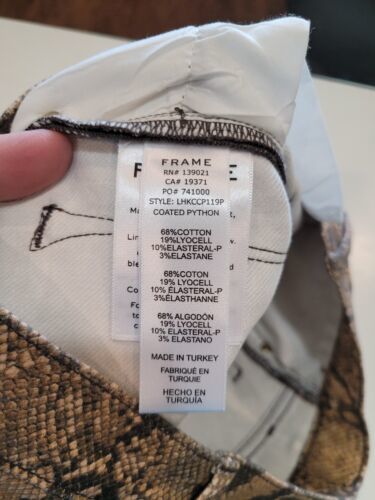 FRAME
RN# 139021
CA# 19371
PO# 741000
STYLE: LHKCCP119P
COATED PYTHON
68%COTTON
19%LYOCELL
10%ELASTERAL-P
3%ELASTANE
68%COTON
19% LYOCELL
10% ÉLASTERAL-P
3%ÉLASTHANNE
68% ALGODÓN
19% LYOCELL
10% ELASTERAL-P
3% ELASTANO
MADE IN TURKEY
FABRIQUÉ EN
TURQUIE
HECHO EN
TURQUÍA